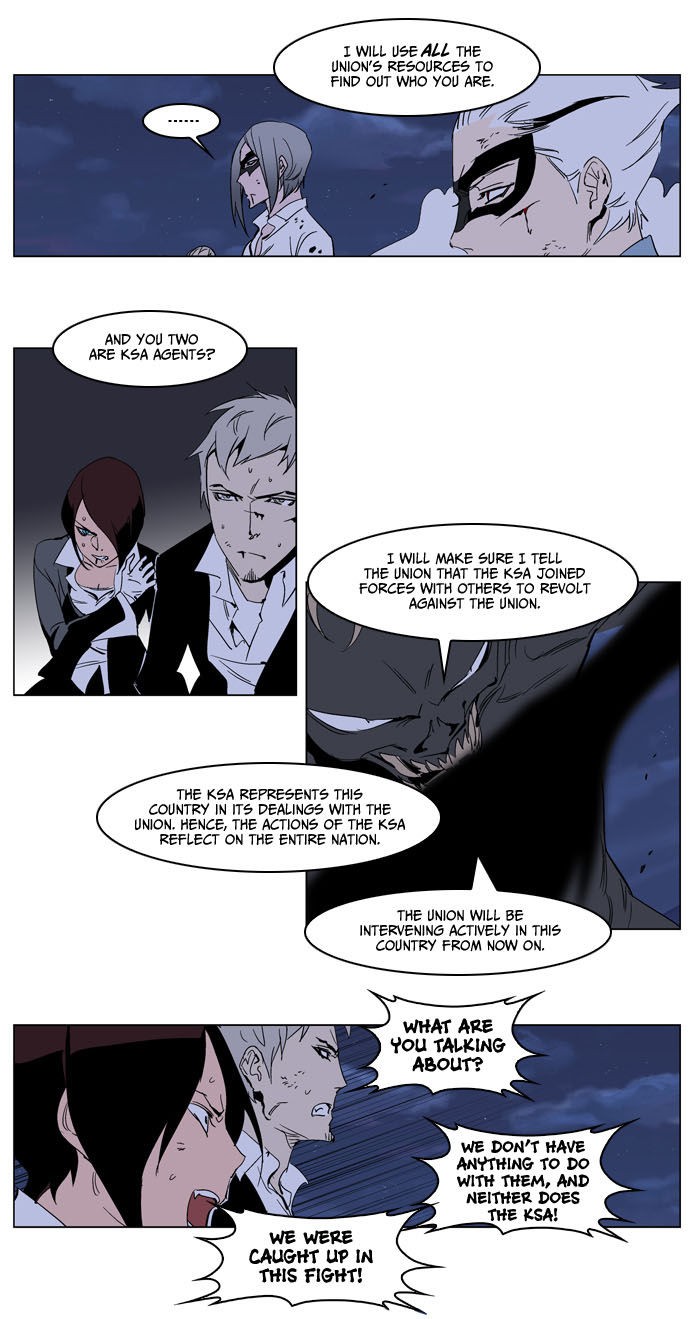 I WILL USE ALL THE
UNION'S RESOURCES TO
FIND OUT WHO YOU ARE.
------
AND YOU TWO
ARE KSA AGENTS?
I WILL MAKE SURE I TELL
THE UNION THAT THE KSA JOINED
FORCES WITH OTHERS TO REVOLT
AGAINST THE UNION.
THE KSA REPRESENTS THIS
COUNTRY IN ITS DEALINGS WITH THE
UNION. HENCE, THE ACTIONS OF THE KSA
REFLECT ON THE ENTIRE NATION.
THE UNION WILL BE
INTERVENING ACTIVELY IN THIS
COUNTRY FROM NOW ON.
WHAT ARE
YOU TALKING
ABOUT?
WE DON'T HAVE
ANYTHING TO DO
WITH THEM, AND
NEITHER DOES
THE KSA!
WE WERE
CAUGHT UP IN
THIS FIGHT!